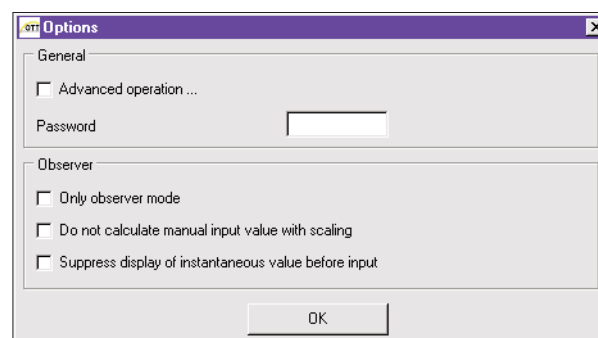 OTT Options
General
Advanced operation ...
Password
Observer
Only observer mode
Do not calculate manual input value with scaling
Suppress display of instantaneous value before input
OK